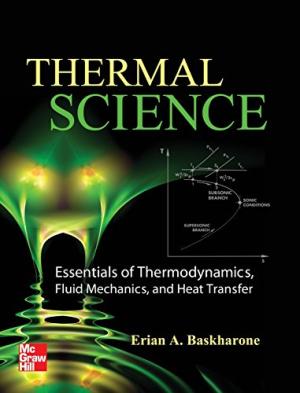 THERMAL
SCIENCE
T
SUBSONIC
BRANCH
SONIC
CONDITIONS
SUPERSONIC
BRANCH
s
Essentials of Thermodynamics,
Fluid Mechanics, and Heat Transfer
Mc
Graw
Hill
Erian A. Baskharone